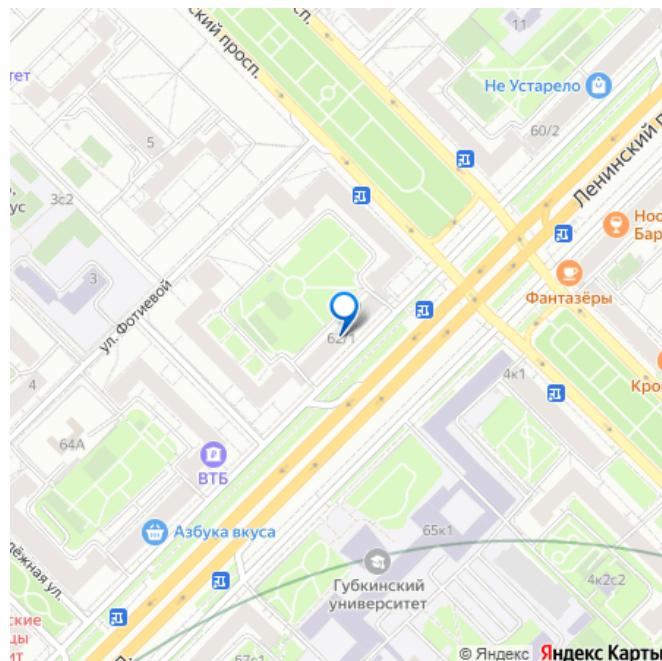 11
просп.
Не Устарело
60/2
Ленинский
5
3с2
3
ул. Фотиевой
Фантазёры
62/1
4
4к1
64А
ВТБ
Азбука вкуса
65к1
Губкинский
университет
4к2с2
67с1
© Яндекс Яндекс Карты